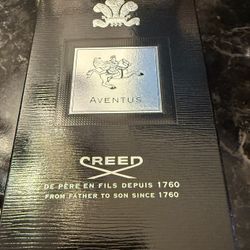 AVENTUS
CREED
DE PÈRE EN FILS DEPUIS 1760
FROM FATHER TO SON SINCE 1760